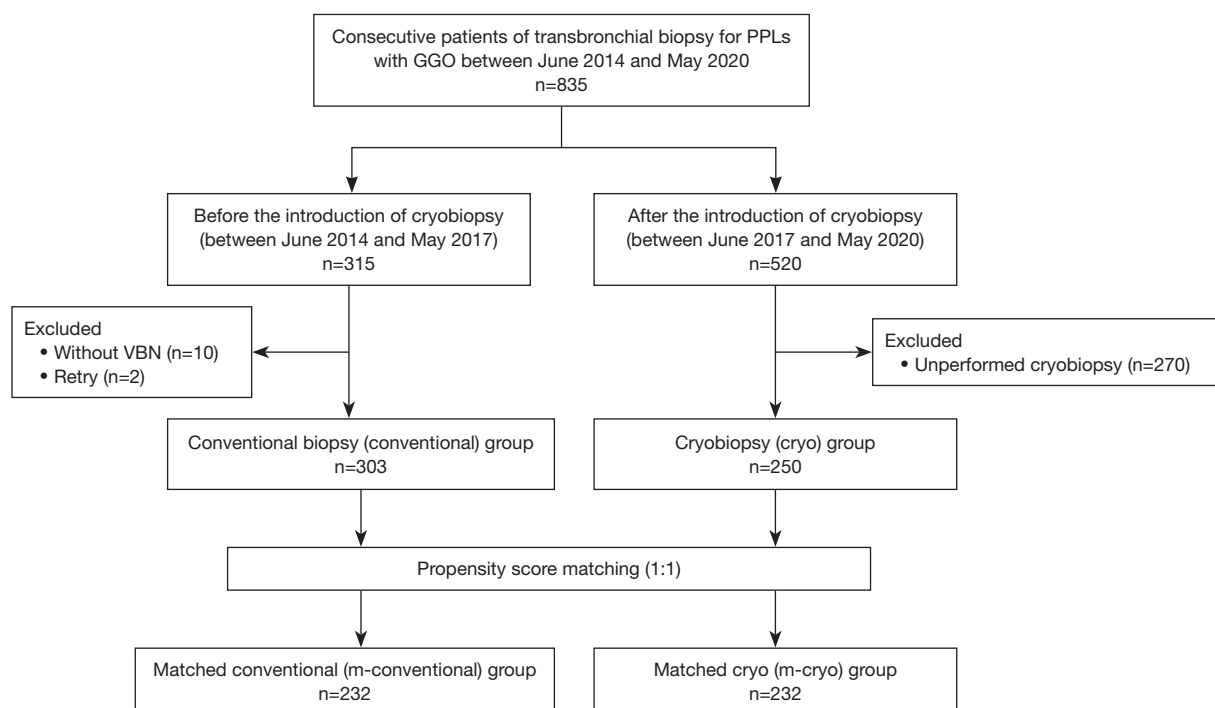 Consecutive patients of transbronchial biopsy for PPLs
with GGO between June 2014 and May 2020
n=835
Before the introduction of cryobiopsy
(between June 2014 and May 2017)
n=315
After the introduction of cryobiopsy
(between June 2017 and May 2020)
n=520
Excluded
• Without VBN (n=10)
• Retry (n=2)
Excluded
• Unperformed cryobiopsy (n=270)
Conventional biopsy (conventional) group
n=303
Cryobiopsy (cryo) group
n=250
Propensity score matching (1:1)
Matched conventional (m-conventional) group
n=232
Matched cryo (m-cryo) group
n=232